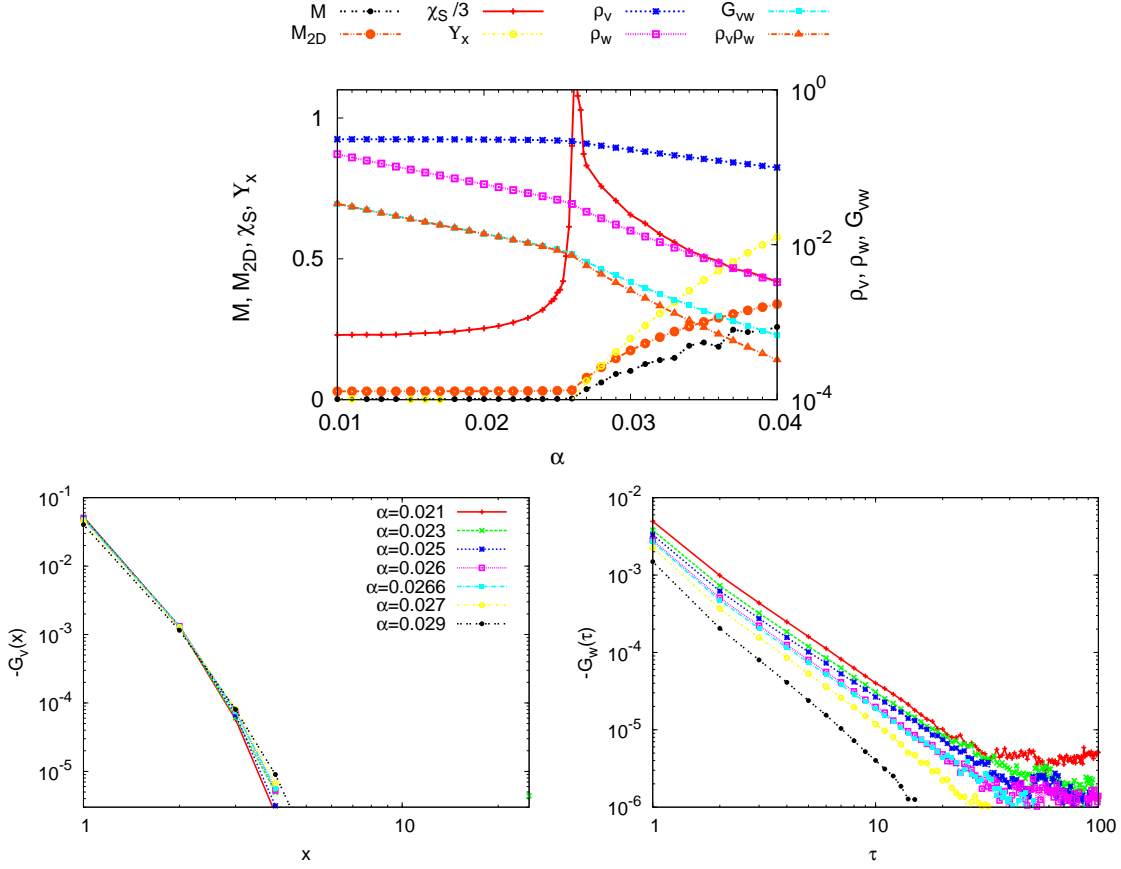 M χS /3 ρv Gvw
M2D Υx ρw ρvρw
M, M2D, χS, Υx
1
0.5
0
0.01 0.02 0.03 0.04
α
10^0
10^-2
10^-4
ρv, ρw, Gvw
-Gv(x)
10^-1
10^-2
10^-3
10^-4
10^-5
1 10
x
α=0.021
α=0.023
α=0.025
α=0.026
α=0.0266
α=0.027
α=0.029
-Gw(τ)
10^-2
10^-3
10^-4
10^-5
10^-6
1 10 100
τ